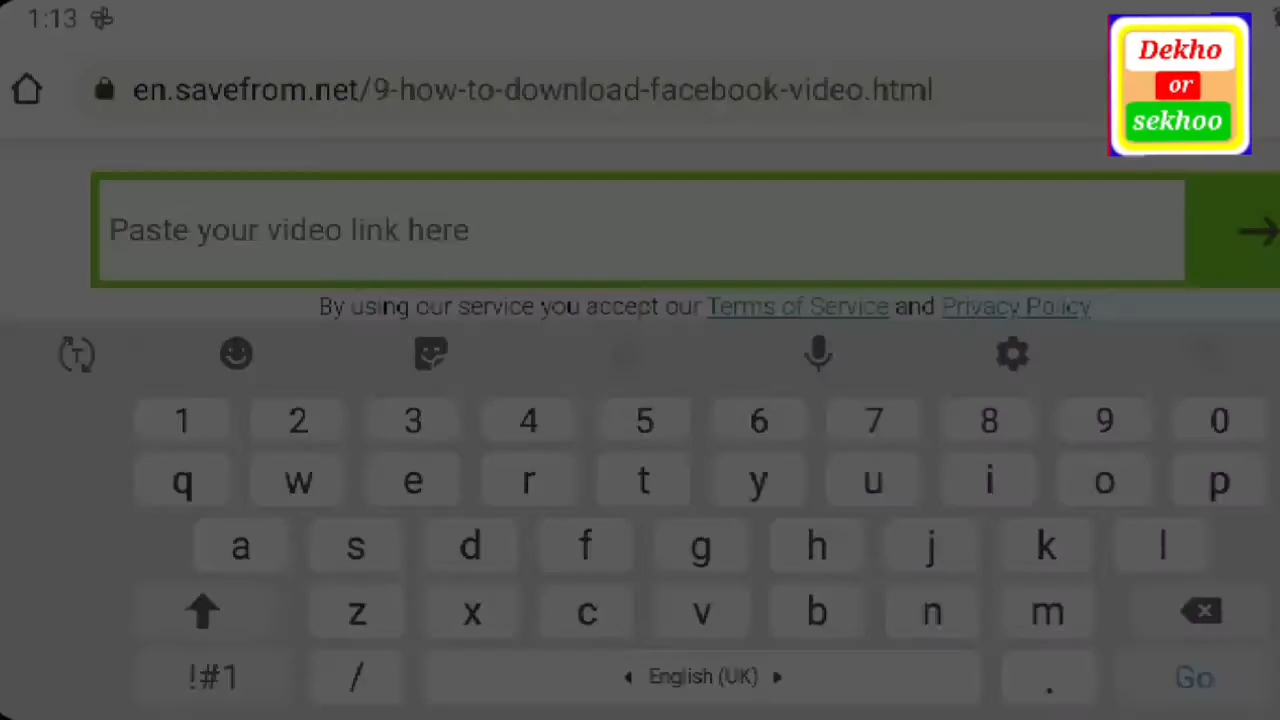 1:13
en.savefrom.net/9-how-to-download-facebook-video.html
Dekho
or
sekhoo
Paste your video link here
By using our service you accept our Terms of Service and Privacy Policy
T
1 2 3 4 5 6 7 8 9 0
q w e r t y u i o p
a s d f g h j k l
z x c v b n m
!#1 / English (UK) . Go